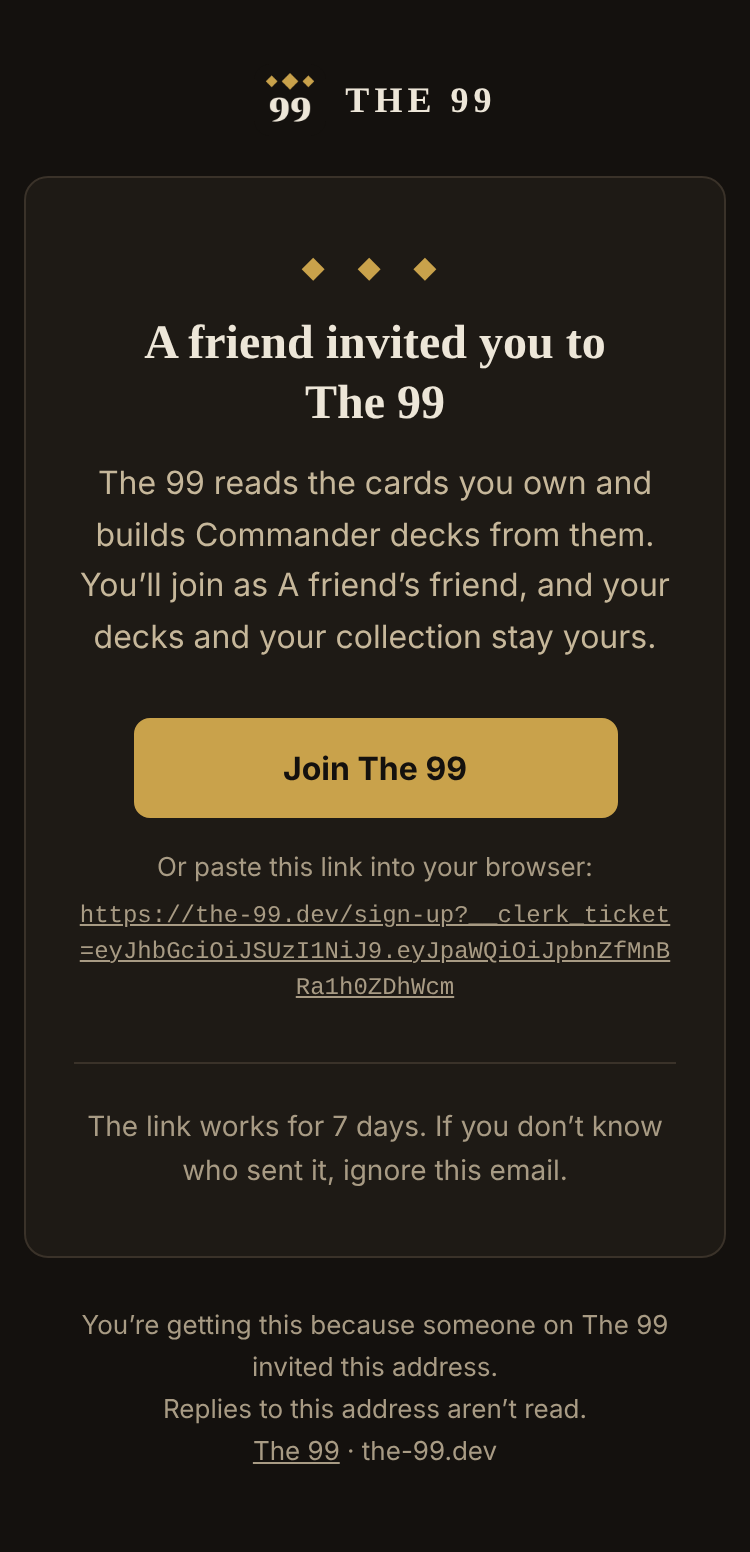 99 THE 99
A friend invited you to
The 99
The 99 reads the cards you own and
builds Commander decks from them.
You’ll join as A friend’s friend, and your
decks and your collection stay yours.
Join The 99
Or paste this link into your browser:
https://the-99.dev/sign-up?__clerk_ticket
=eyJhbGciOiJSUzI1NiJ9.eyJpaWQiOiJpbnZfMnB
Ra1h0ZDhWcm
The link works for 7 days. If you don’t know
who sent it, ignore this email.
You’re getting this because someone on The 99
invited this address.
Replies to this address aren’t read.
The 99 · the-99.dev